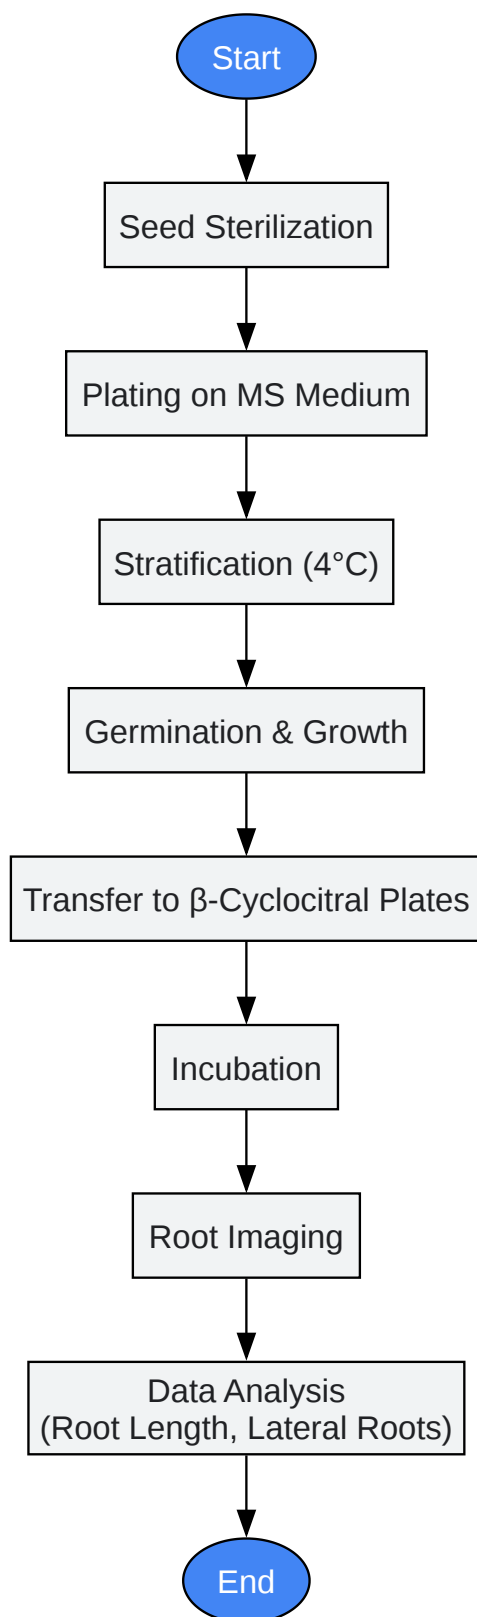 Start
Seed Sterilization
Plating on MS Medium
Stratification (4°C)
Germination & Growth
Transfer to β-Cyclocitral Plates
Incubation
Root Imaging
Data Analysis
(Root Length, Lateral Roots)
End